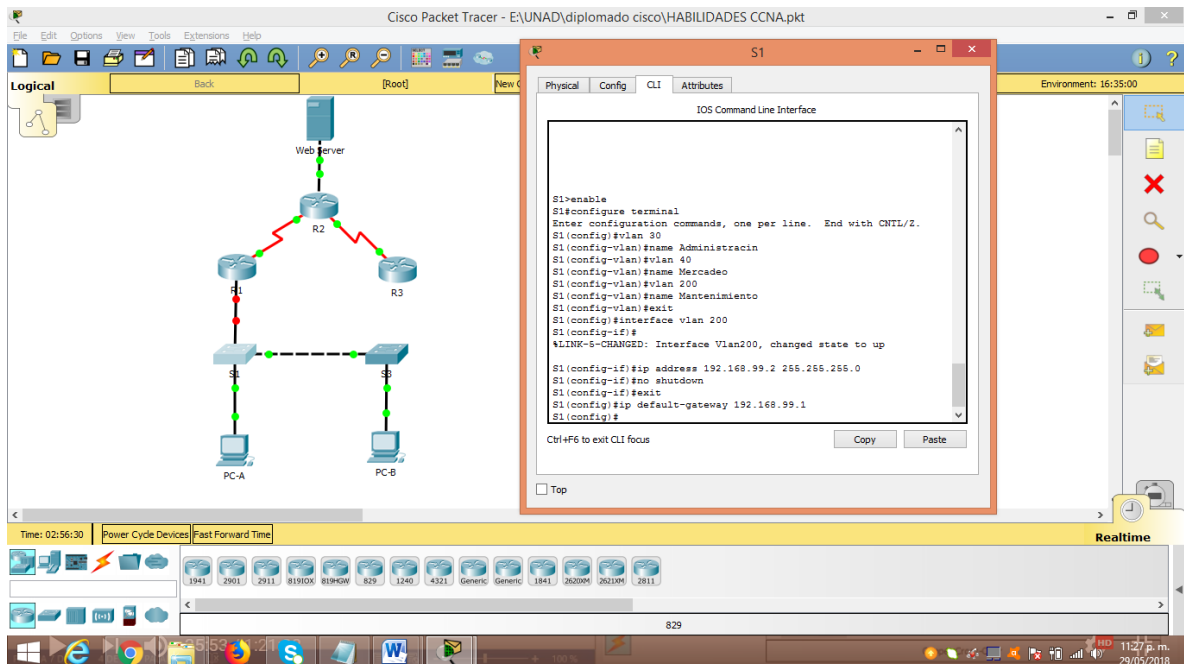 Cisco Packet Tracer - E:\UNAD\diplomado cisco\HABILIDADES CCNA.pkt
File Edit Options View Tools Extensions Help
Logical
Back
[Root]
New C
Environment: 16:35:00
Web Server
R2
R1
R3
S1
S3
PC-A
PC-B
S1
Physical Config CLI Attributes
IOS Command Line Interface
S1>enable
S1#configure terminal
Enter configuration commands, one per line. End with CNTL/Z.
S1(config)#vlan 30
S1(config-vlan)#name Administracin
S1(config-vlan)#vlan 40
S1(config-vlan)#name Mercadeo
S1(config-vlan)#vlan 200
S1(config-vlan)#name Mantenimiento
S1(config-vlan)#exit
S1(config)#interface vlan 200
S1(config-if)#
%LINK-5-CHANGED: Interface Vlan200, changed state to up
S1(config-if)#ip address 192.168.99.2 255.255.255.0
S1(config-if)#no shutdown
S1(config-if)#exit
S1(config)#ip default-gateway 192.168.99.1
S1(config)#
Ctrl+F6 to exit CLI focus
Copy Paste
Top
Time: 02:56:30 Power Cycle Devices Fast Forward Time
Realtime
1941 2901 2911 819IOX 819HGW 829 1240 4321 Generic Generic 1841 2620XM 2621XM 2811
829
100 %
HD
11:27 p. m.
29/05/2018